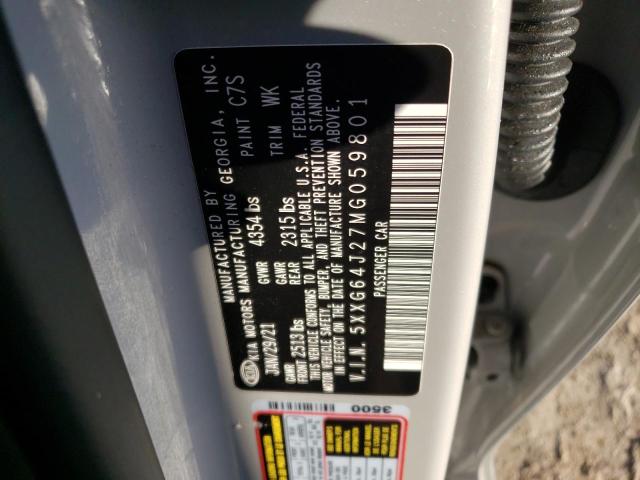 MANUFACTURED BY
KIA MOTORS MANUFACTURING GEORGIA, INC.
JAN/29/21 GVWR 4354 lbs PAINT C7S
GAWR FRONT 2513 lbs GAWR REAR 2315 lbs TRIM WK
THIS VEHICLE CONFORMS TO ALL APPLICABLE U.S.A. FEDERAL
MOTOR VEHICLE SAFETY, BUMPER, AND THEFT PREVENTION STANDARDS
IN EFFECT ON THE DATE OF MANUFACTURE SHOWN ABOVE.
V.I.N. 5XXG64J27MG059801
PASSENGER CAR
3500